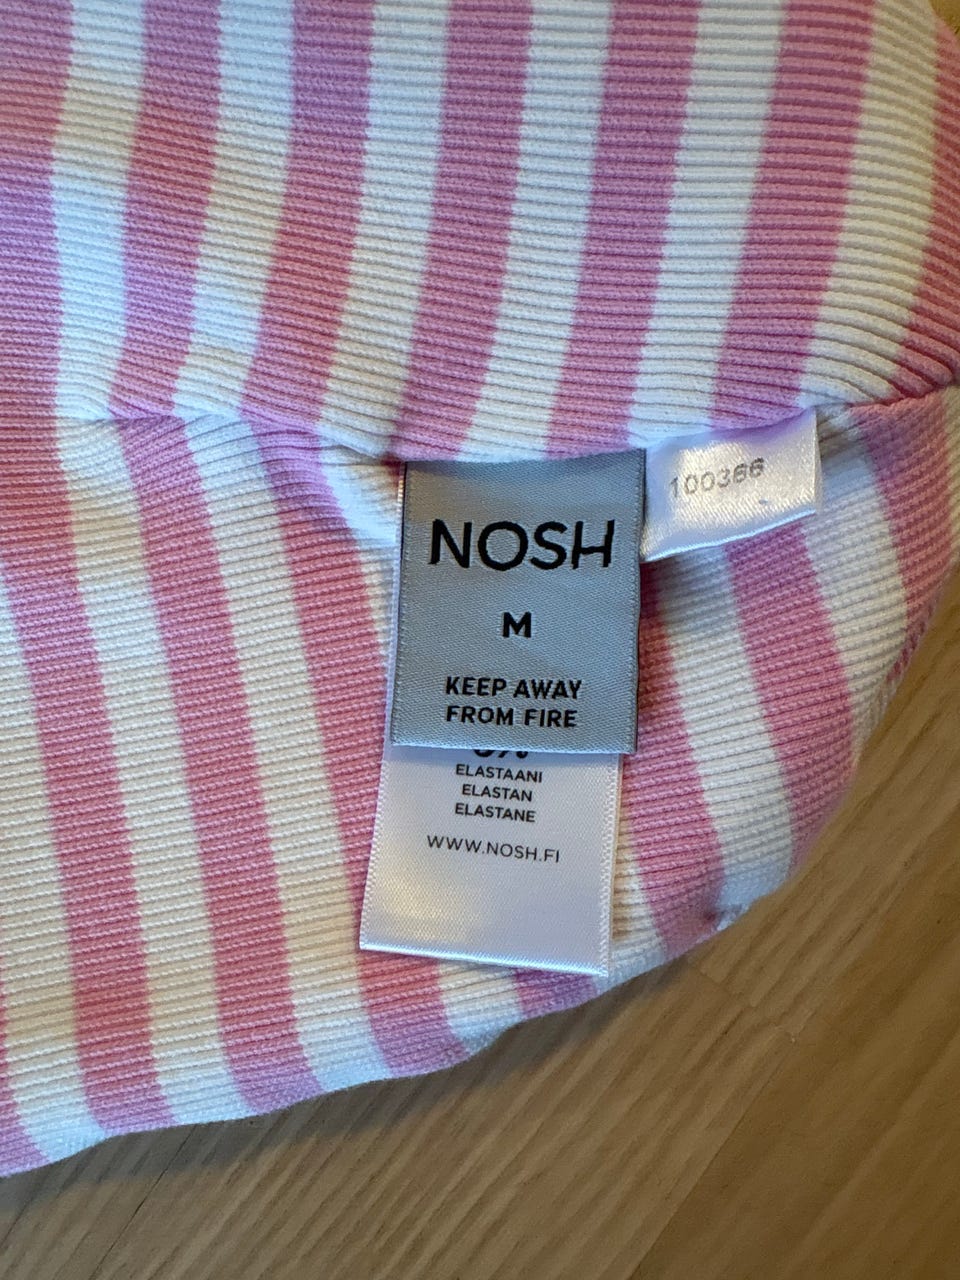 100366
NOSH
M
KEEP AWAY
FROM FIRE
ELASTAANI
ELASTAN
ELASTANE
WWW.NOSH.FI